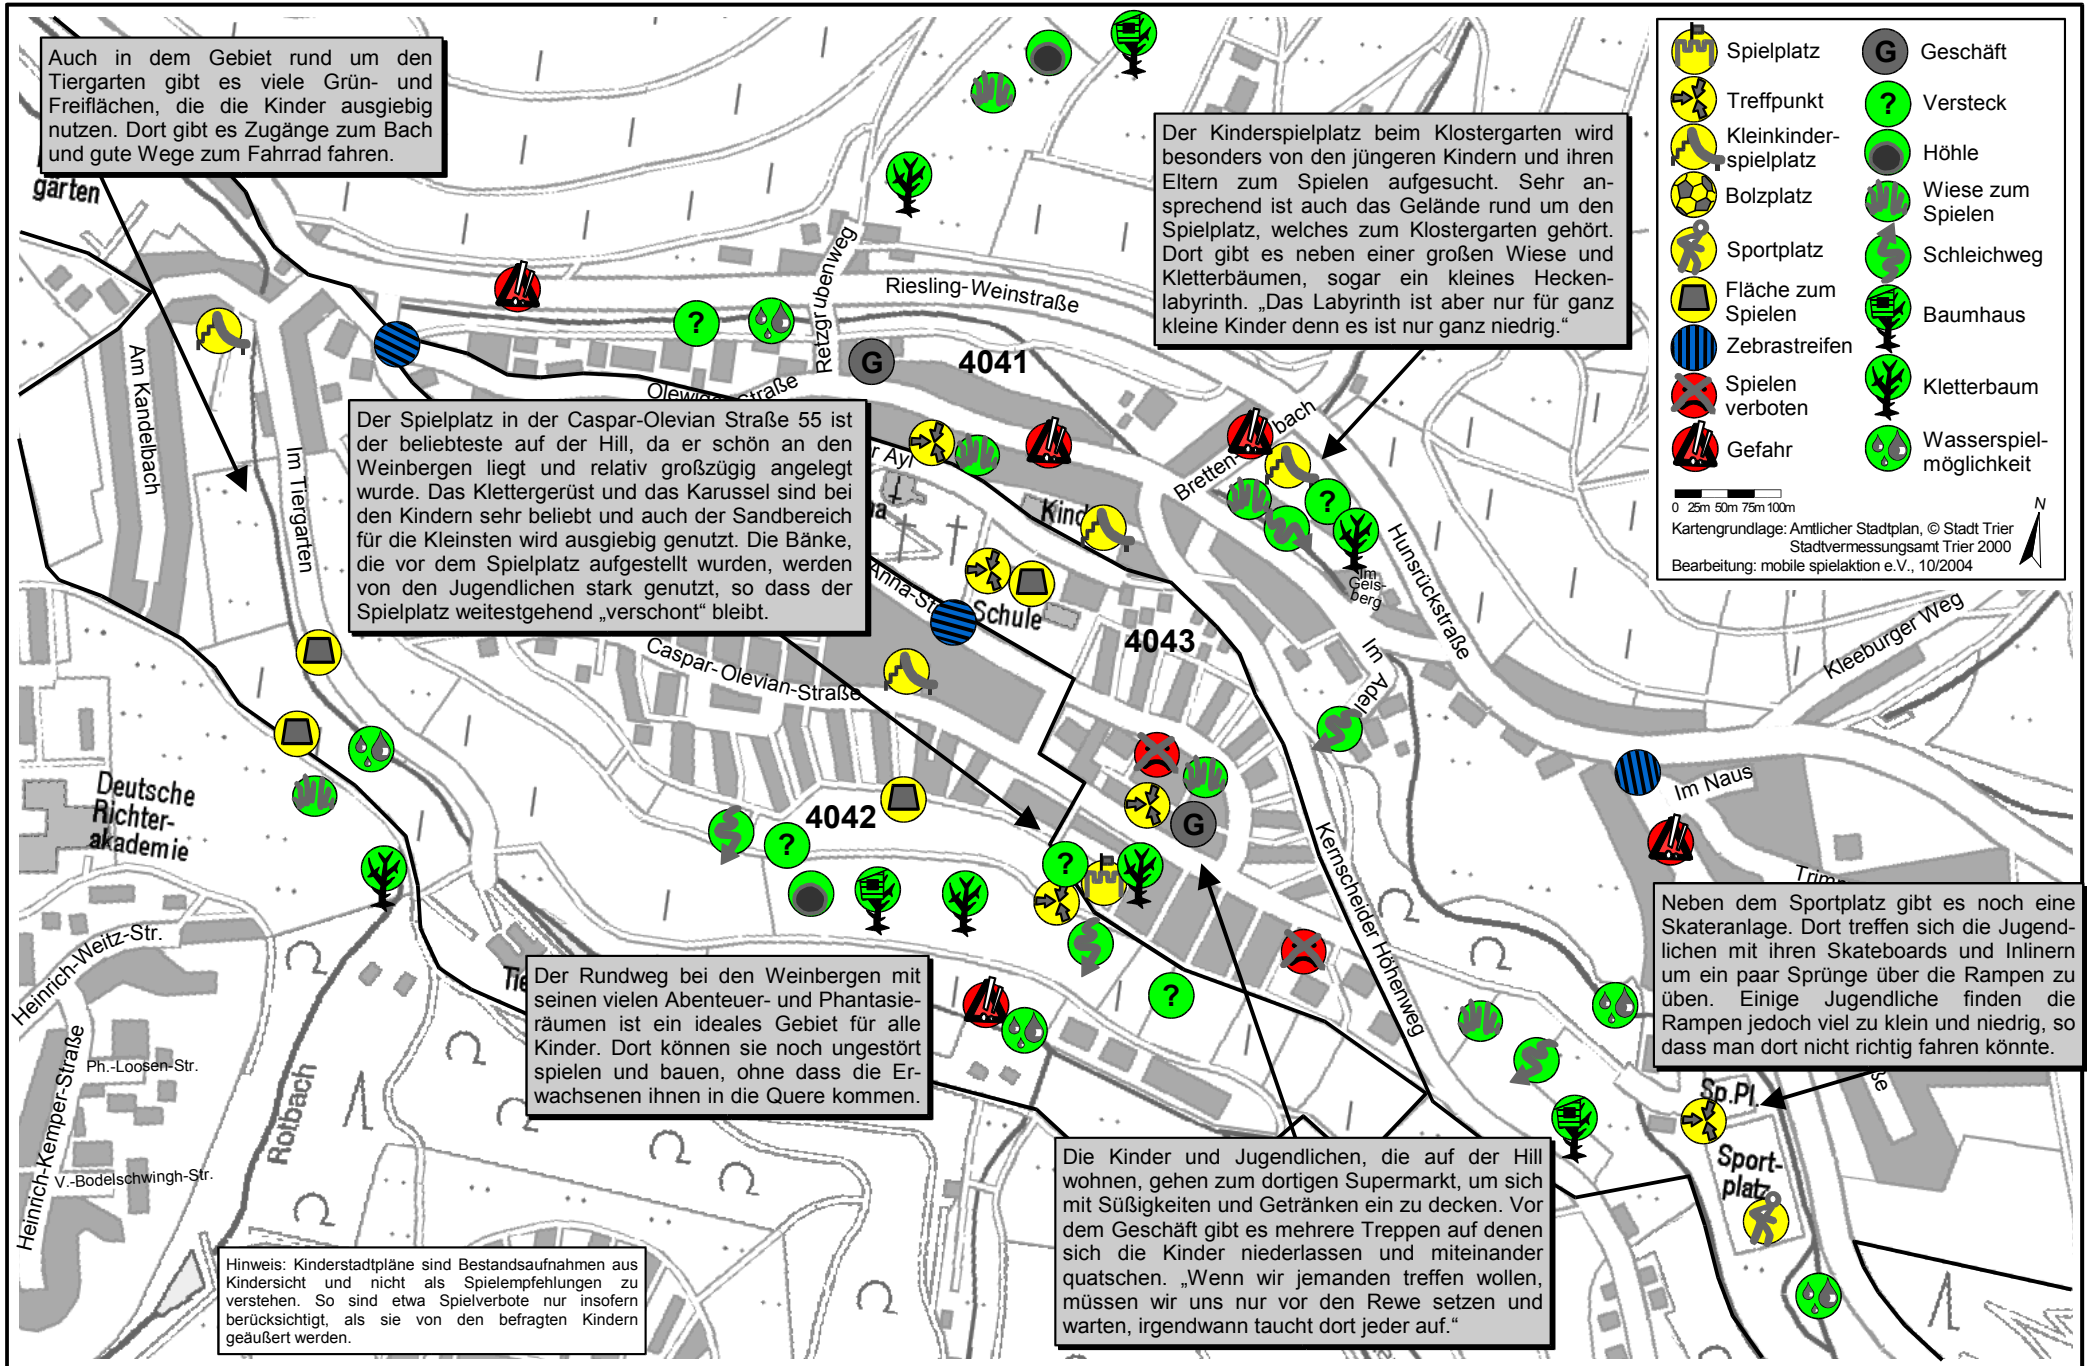 Auch in dem Gebiet rund um den
Tiergarten gibt es viele Grün- und
Freiflächen, die die Kinder ausgiebig
nutzen. Dort gibt es Zugänge zum Bach
und gute Wege zum Fahrrad fahren.
gärten
Der Kinderspielplatz beim Klostergarten wird
besonders von den jüngeren Kindern und ihren
Eltern zum Spielen aufgesucht. Sehr an-
sprechend ist auch das Gelände rund um den
Spielplatz, welches zum Klostergarten gehört.
Dort gibt es neben einer großen Wiese und
Kletterbäumen, sogar ein kleines Hecken-
labyrinth. „Das Labyrinth ist aber nur für ganz
kleine Kinder denn es ist nur ganz niedrig.“
Spielplatz
Treffpunkt
Kleinkinder-
spielplatz
Bolzplatz
Sportplatz
Fläche zum
Spielen
Zebrastreifen
Spielen
verboten
Gefahr
G Geschäft
? Versteck
Höhle
Wiese zum
Spielen
Schleichweg
Baumhaus
Kletterbaum
Wasserspiel-
möglichkeit
0 25m 50m 75m 100m
N
Kartengrundlage: Amtlicher Stadtplan, © Stadt Trier
Stadtvermessungsamt Trier 2000
Bearbeitung: mobile spielaktion e.V., 10/2004
Riesling-Weinstraße
Retzgrubenweg
?
G
4041
Am Kandelbach
Im Tiergarten
Straße
Der Spielplatz in der Caspar-Olevian Straße 55 ist
der beliebteste auf der Hill, da er schön an den
Weinbergen liegt und relativ großzügig angelegt
wurde. Das Klettergerüst und das Karussel sind bei
den Kindern sehr beliebt und auch der Sandbereich
für die Kleinsten wird ausgiebig genutzt. Die Bänke,
die vor dem Spielplatz aufgestellt wurden, werden
von den Jugendlichen stark genutzt, so dass der
Spielplatz weitestgehend „verschont“ bleibt.
r Ayl
na
Kind
Bretten-
bach
?
Hunsrückstraße
Im
Geis-
berg
Anna-St
Schule
4043
Im
Adel
Kleeburger Weg
Caspar-Olevian-Straße
Im Naus
Trim
Deutsche
Richter-
akademie
4042
?
?
G
Kernscheider Höhenweg
?
Neben dem Sportplatz gibt es noch eine
Skateranlage. Dort treffen sich die Jugend-
lichen mit ihren Skateboards und Inlinern
um ein paar Sprünge über die Rampen zu
üben. Einige Jugendliche finden die
Rampen jedoch viel zu klein und niedrig, so
dass man dort nicht richtig fahren könnte.
ße
Heinrich-Weitz-Str.
Tie
Der Rundweg bei den Weinbergen mit
seinen vielen Abenteuer- und Phantasie-
räumen ist ein ideales Gebiet für alle
Kinder. Dort können sie noch ungestört
spielen und bauen, ohne dass die Er-
wachsenen ihnen in die Quere kommen.
Heinrich-Kemper-Straße
Ph.-Loosen-Str.
V.-Bodelschwingh-Str.
Rotbach
Sp.Pl.
Sport-
platz
Die Kinder und Jugendlichen, die auf der Hill
wohnen, gehen zum dortigen Supermarkt, um sich
mit Süßigkeiten und Getränken ein zu decken. Vor
dem Geschäft gibt es mehrere Treppen auf denen
sich die Kinder niederlassen und miteinander
quatschen. „Wenn wir jemanden treffen wollen,
müssen wir uns nur vor den Rewe setzen und
warten, irgendwann taucht dort jeder auf.“
Hinweis: Kinderstadtpläne sind Bestandsaufnahmen aus
Kindersicht und nicht als Spielempfehlungen zu
verstehen. So sind etwa Spielverbote nur insofern
berücksichtigt, als sie von den befragten Kindern
geäußert werden.